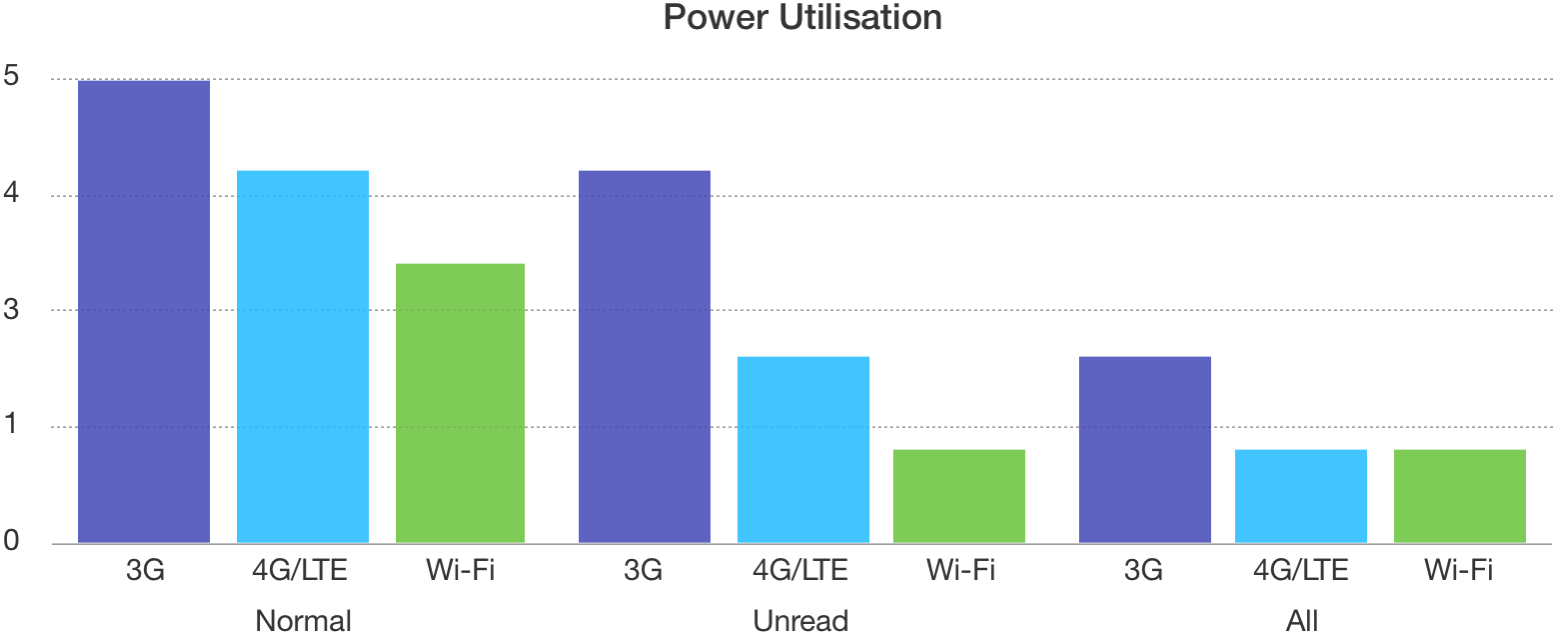 Power Utilisation
5
4
3
1
0
3G 4G/LTE Wi-Fi 3G 4G/LTE Wi-Fi 3G 4G/LTE Wi-Fi
Normal Unread All